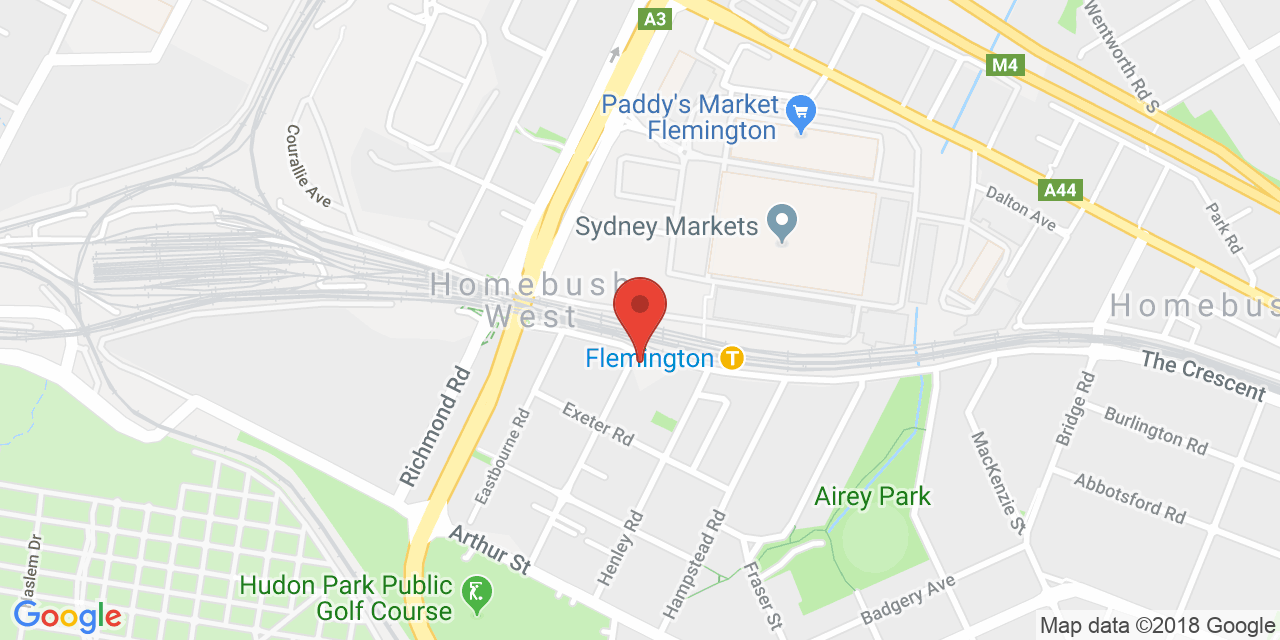 A3
M4
Wentworth Rd S
Paddy's Market
Flemington
Courallie Ave
A44
Dalton Ave
Park Rd
Sydney Markets
Homebush
West
Homebus
Flemington
T
The Crescent
Richmond Rd
Bridge Rd
Exeter Rd
Eastbourne Rd
Burlington Rd
MacKenzie St
Abbotsford Rd
Airey Park
Henley Rd
Hampstead Rd
Arthur St
aslem Dr
Hudon Park Public
Golf Course
Fraser St
Badgery Ave
Google
Map data ©2018 Google